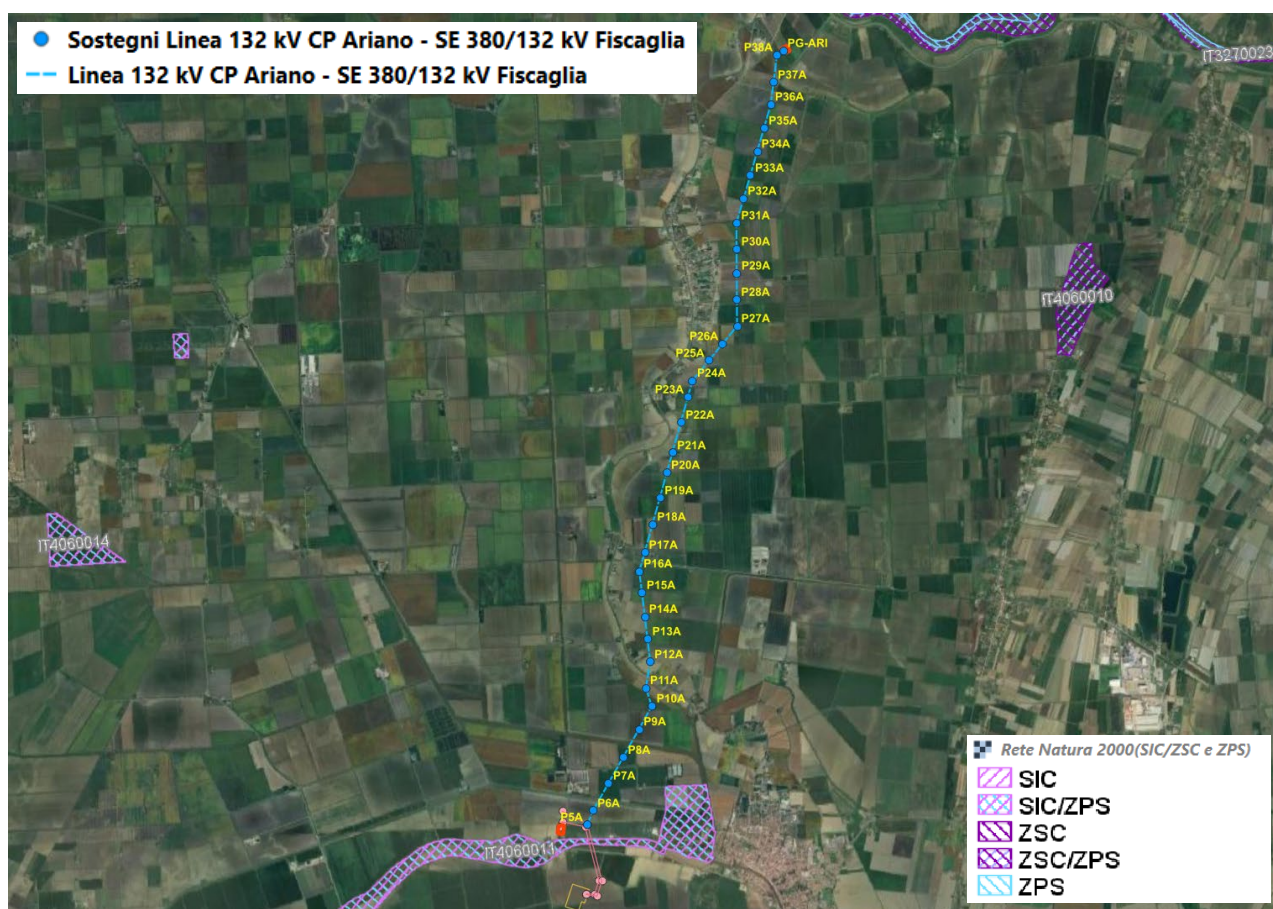 Sostegni Linea 132 kV CP Ariano - SE 380/132 kV Fiscaglia
Linea 132 kV CP Ariano - SE 380/132 kV Fiscaglia
P38A
PG-ARI
IT3270023
P37A
P36A
P35A
P34A
P33A
P32A
P31A
P30A
P29A
IT4060010
P28A
P27A
P26A
P25A
P24A
P23A
P22A
P21A
P20A
P19A
P18A
IT4060014
P17A
P16A
P15A
P14A
P13A
P12A
P11A
P10A
P9A
P8A
P7A
P6A
P5A
IT4060011
Rete Natura 2000(SIC/ZSC e ZPS)
SIC
SIC/ZPS
ZSC
ZSC/ZPS
ZPS